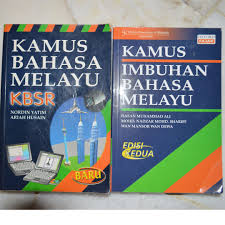 KAMUS
BAHASA
MELAYU
KBSR
NORDIN YATIM
ARIAH HUSAIN
BARU
KAMUS
IMBUHAN
BAHASA
MELAYU
HASAN MUHAMMAD ALI
MOHD. NADZAR MOHD. SHARIFF
WAN MANSOR WAN DEWA
EDISI
KEDUA